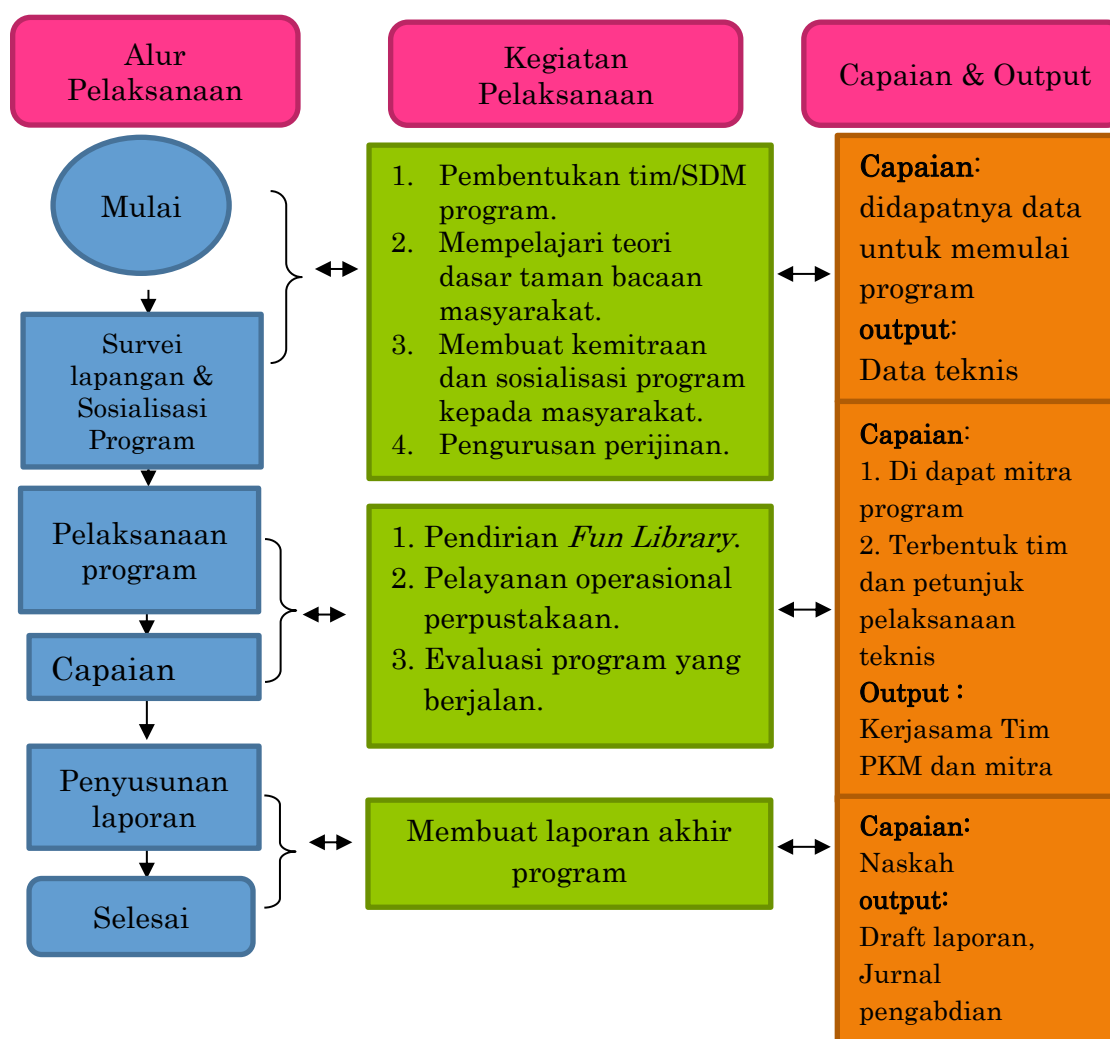 Alur
Pelaksanaan
Kegiatan
Pelaksanaan
Capaian & Output
Mulai
Survei
lapangan &
Sosialisasi
Program
Pelaksanaan
program
Capaian
Penyusunan
laporan
Selesai
1. Pembentukan tim/SDM
program.
2. Mempelajari teori
dasar taman bacaan
masyarakat.
3. Membuat kemitraan
dan sosialisasi program
kepada masyarakat.
4. Pengurusan perijinan.
1. Pendirian Fun Library.
2. Pelayanan operasional
perpustakaan.
3. Evaluasi program yang
berjalan.
Membuat laporan akhir
program
Capaian:
didapatnya data
untuk memulai
program
output:
Data teknis
Capaian:
1. Di dapat mitra
program
2. Terbentuk tim
dan petunjuk
pelaksanaan
teknis
Output :
Kerjasama Tim
PKM dan mitra
Capaian:
Naskah
output:
Draft laporan,
Jurnal
pengabdian